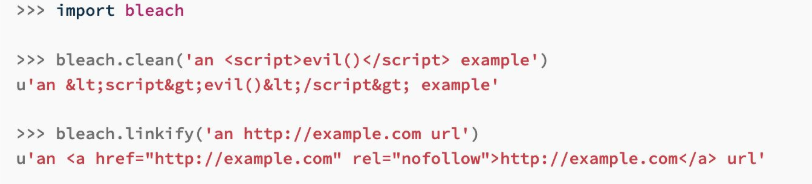 >>> import bleach
>>> bleach.clean('an <script>evil()</script> example')
u'an &lt;script&gt;evil()&lt;/script&gt; example'
>>> bleach.linkify('an http://example.com url')
u'an <a href="http://example.com" rel="nofollow">http://example.com</a> url'